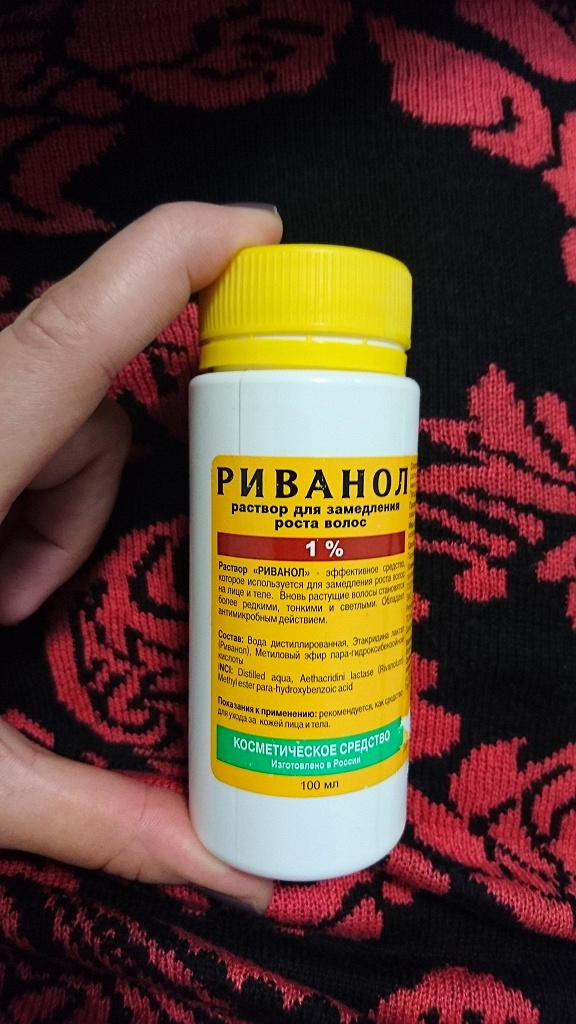 РИВАНОЛ
раствор для замедления
роста волос
1 %
Раствор «РИВАНОЛ» - эффективное средство,
которое используется для замедления роста волос
на лице и теле. Вновь растущие волосы становятся
более редкими, тонкими и светлыми. Обладает
антимикробным действием.
Состав: Вода дистиллированная, Этакридина лактат
(Риванол), Метиловый эфир пара-гидроксибензойной
кислоты
INCI: Distilled aqua, Aethacridini lactase (Rivanolum)
Methyl ester para-hydroxybenzoic acid
Показания к применению: рекомендуется, как средство
для ухода за кожей лица и тела.
КОСМЕТИЧЕСКОЕ СРЕДСТВО
Изготовлено в России
100 мл